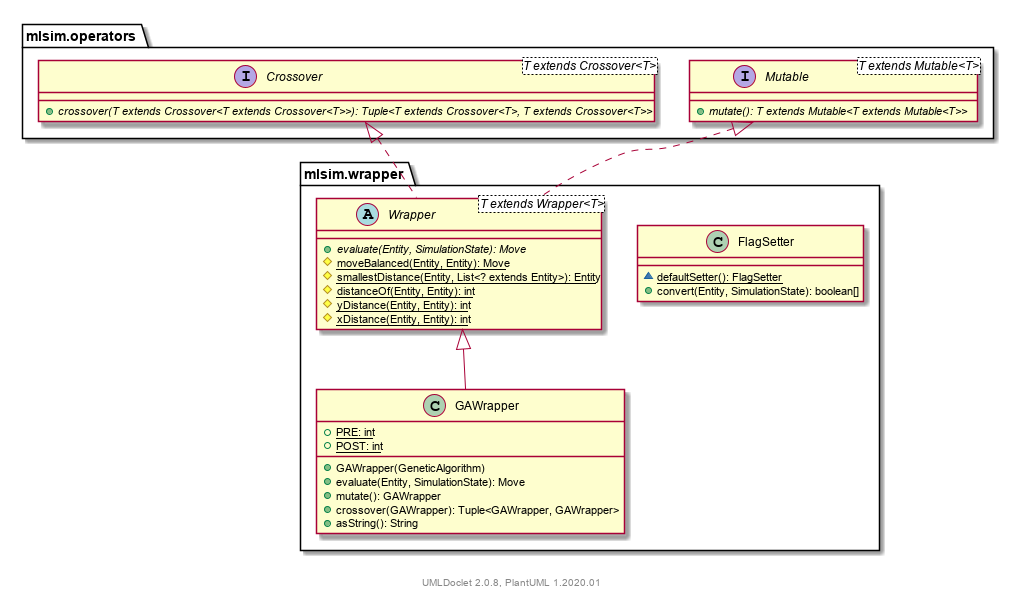 mlsim.operators
I Crossover T extends Crossover<T>
crossover(T extends Crossover<T extends Crossover<T>>): Tuple<T extends Crossover<T>, T extends Crossover<T>>
I Mutable T extends Mutable<T>
mutate(): T extends Mutable<T extends Mutable<T>>
mlsim.wrapper
A Wrapper T extends Wrapper<T>
evaluate(Entity, SimulationState): Move
moveBalanced(Entity, Entity): Move
smallestDistance(Entity, List<? extends Entity>): Entity
distanceOf(Entity, Entity): int
yDistance(Entity, Entity): int
xDistance(Entity, Entity): int
C FlagSetter
defaultSetter(): FlagSetter
convert(Entity, SimulationState): boolean[]
C GAWrapper
PRE: int
POST: int
GAWrapper(GeneticAlgorithm)
evaluate(Entity, SimulationState): Move
mutate(): GAWrapper
crossover(GAWrapper): Tuple<GAWrapper, GAWrapper>
asString(): String
UMLDoclet 2.0.8, PlantUML 1.2020.01